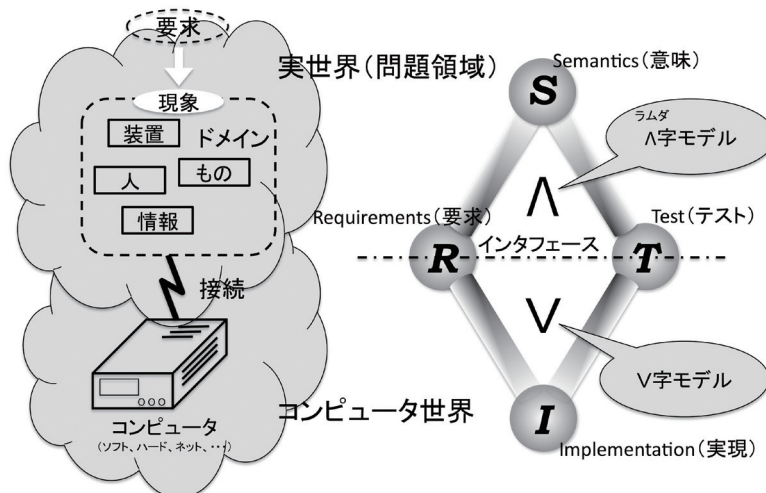 要求
現象
装置
ドメイン
人
もの
情報
接続
コンピュータ
(ソフト、ハード、ネット、・・・)
実世界(問題領域)
コンピュータ世界
Semantics(意味)
S
ラムダ
Λ字モデル
Λ
Requirements(要求)
Test(テスト)
インタフェース
R
T
V
V字モデル
I
Implementation(実現)